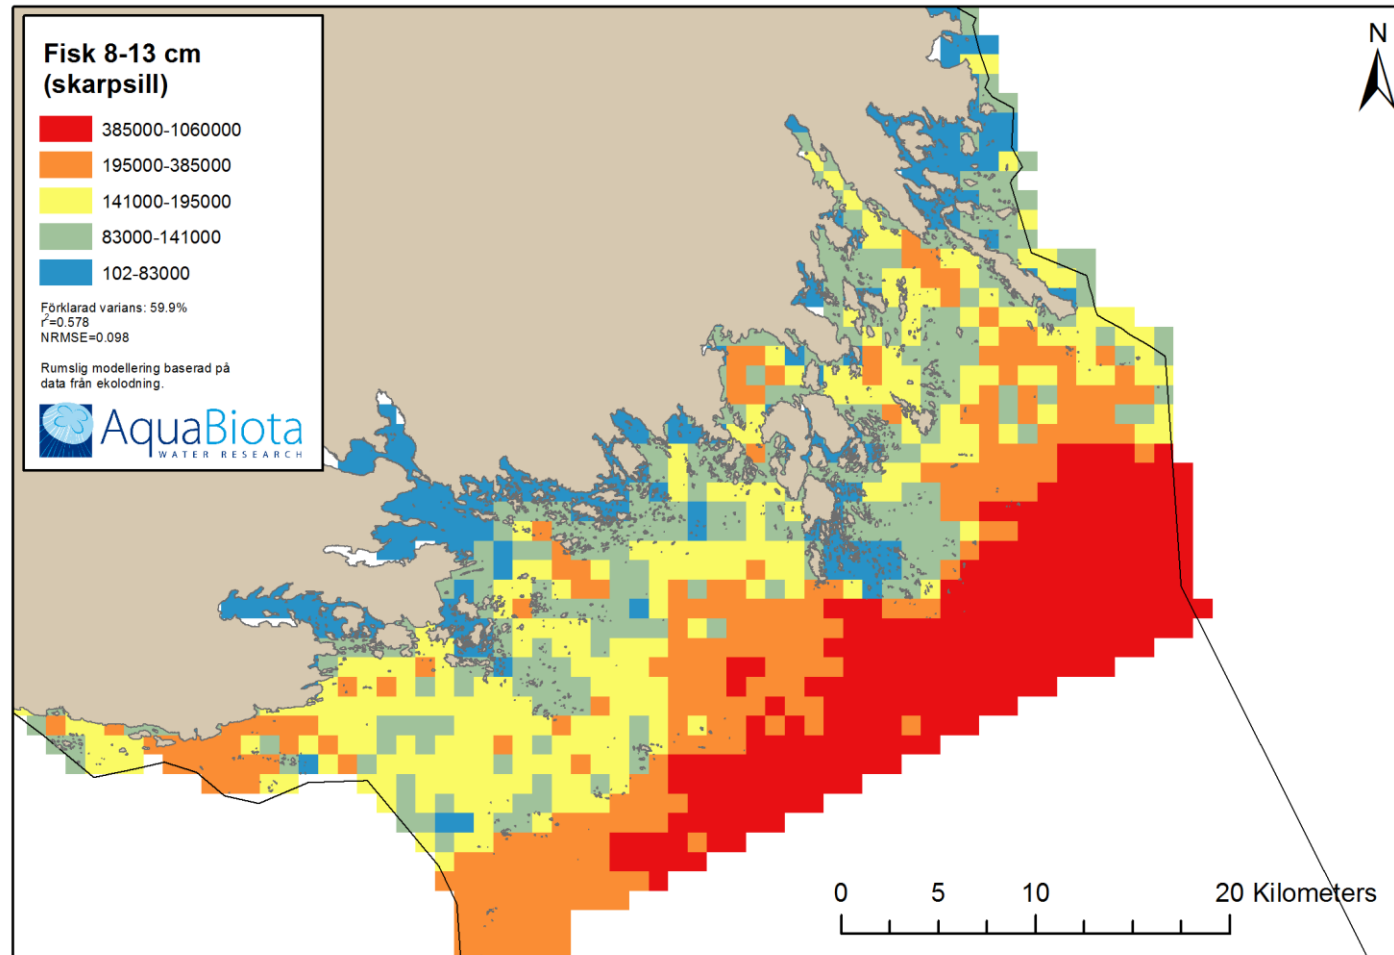 Fisk 8-13 cm
(skarpsill)
385000-1060000
195000-385000
141000-195000
83000-141000
102-83000
Förklarad varians: 59.9%
r²=0.578
NRMSE=0.098
Rumslig modellering baserad på
data från ekolodning.
AquaBiota
WATER RESEARCH
N
0 5 10 20 Kilometers